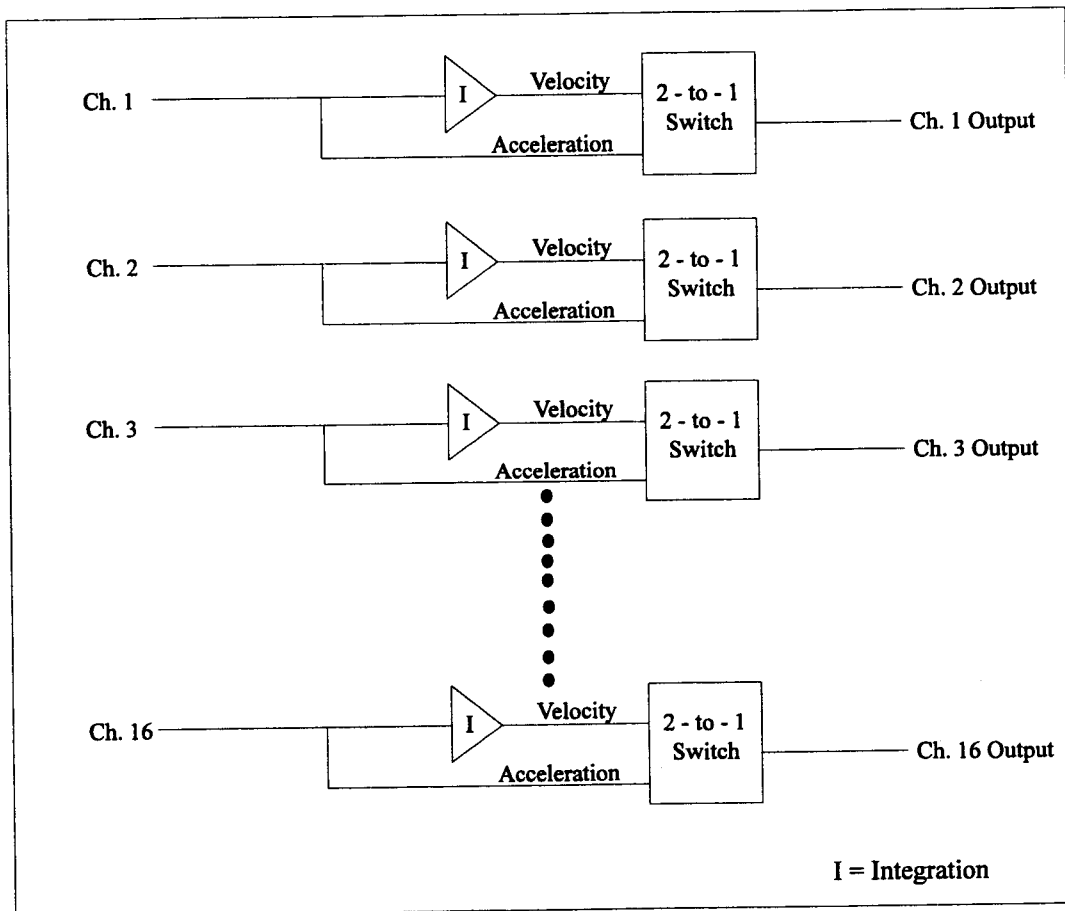 Ch. 1
I
Velocity
Acceleration
2 - to - 1
Switch
Ch. 1 Output
Ch. 2
I
Velocity
Acceleration
2 - to - 1
Switch
Ch. 2 Output
Ch. 3
I
Velocity
Acceleration
2 - to - 1
Switch
Ch. 3 Output
Ch. 16
I
Velocity
Acceleration
2 - to - 1
Switch
Ch. 16 Output
I = Integration